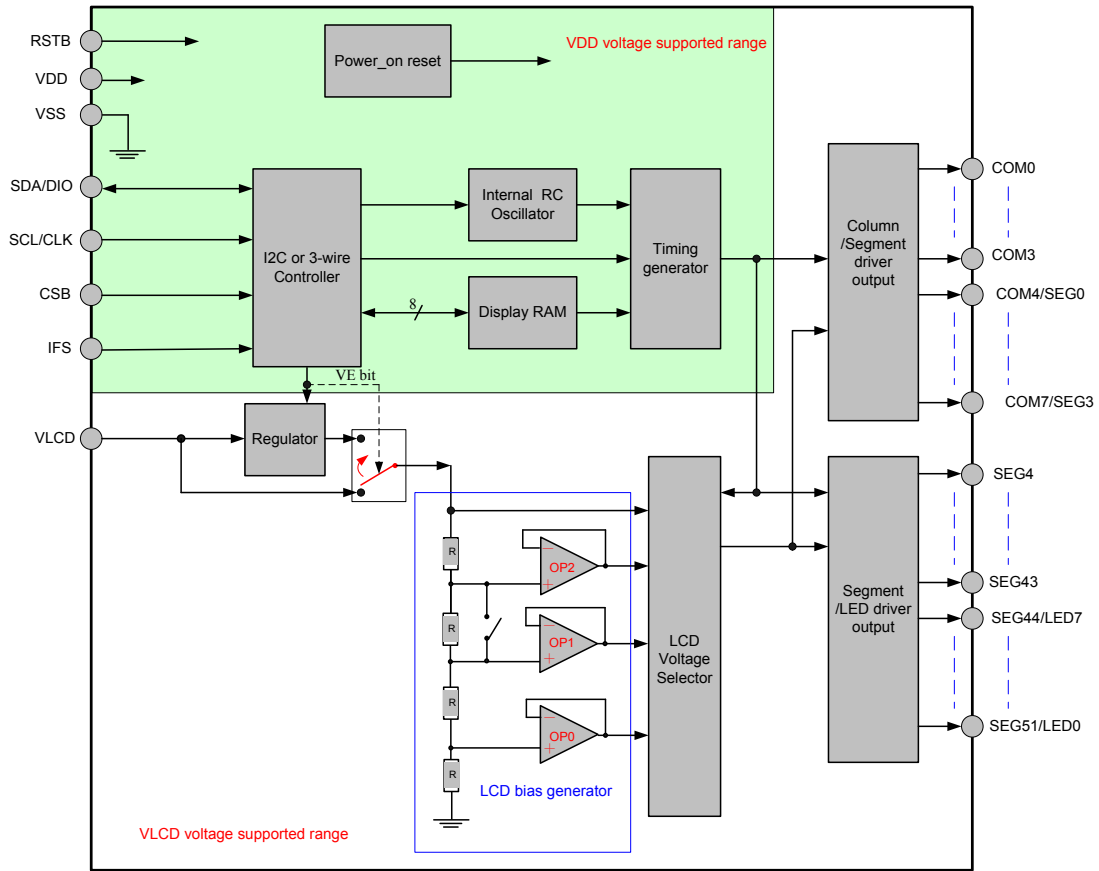 RSTB
VDD
VSS
SDA/DIO
SCL/CLK
CSB
IFS
VLCD
Power_on reset
VDD voltage supported range
I2C or 3-wire
Controller
Internal RC
Oscillator
8
Display RAM
Timing
generator
VE bit
Regulator
Column
/Segment
driver
output
COM0
COM3
COM4/SEG0
COM7/SEG3
R
R
R
R
OP2
−
+
OP1
−
+
OP0
−
+
LCD bias generator
LCD
Voltage
Selector
Segment
/LED driver
output
SEG4
SEG43
SEG44/LED7
SEG51/LED0
VLCD voltage supported range